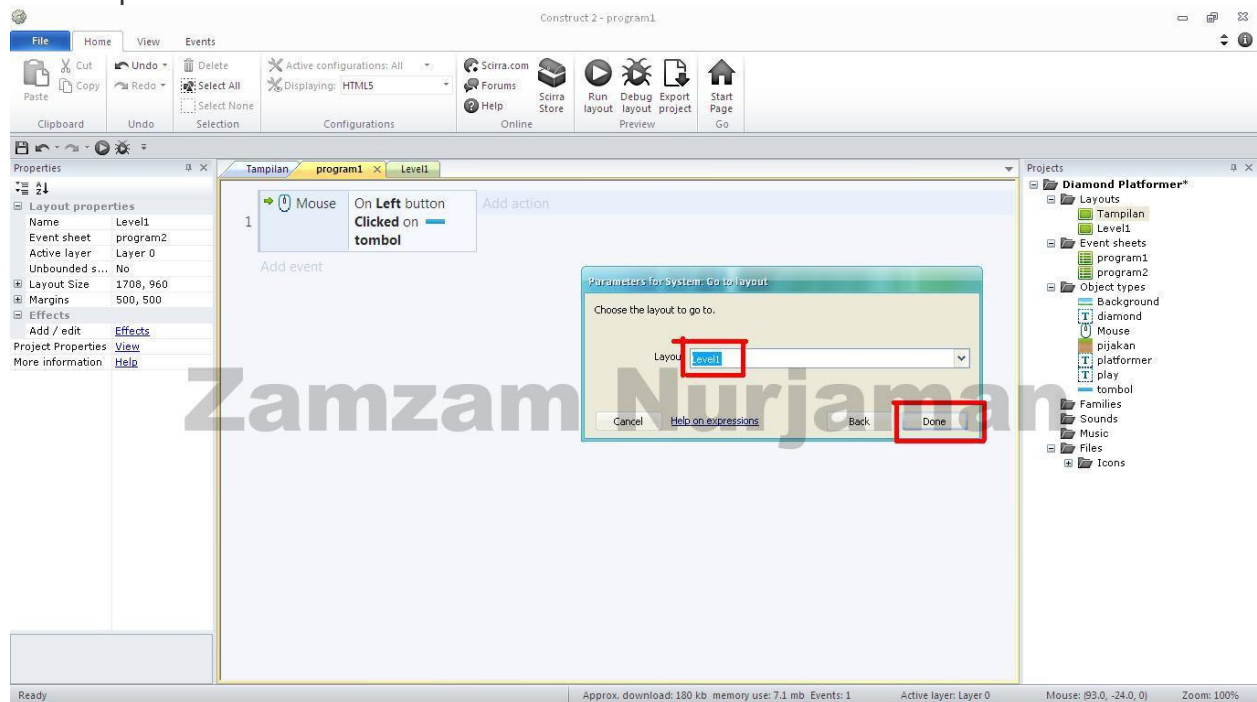 Construct 2 - program1
File Home View Events
Cut Copy Paste Clipboard
Undo Redo Undo
Delete Select All Select None Selection
Active configurations: All
Displaying: HTML5
Configurations
Scirra.com Forums Help Scirra Store Online
Run layout Debug layout Export project Preview
Start Page Go
Properties
Tampilan program1 Level1
Projects
Layout properties
Name Level1
Event sheet program2
Active layer Layer 0
Unbounded s... No
Layout Size 1708, 960
Margins 500, 500
Effects
Add / edit Effects
Project Properties View
More information Help
1 Mouse On Left button
Clicked on
tombol
Add action
Add event
Parameters for System: Go to layout
Choose the layout to go to.
Layou Level1
Cancel Help on expressions Back Done
Zamzam Nurjaman
Diamond Platformer*
Layouts
Tampilan
Level1
Event sheets
program1
program2
Object types
Background
diamond
Mouse
pijakan
platformer
play
tombol
Families
Sounds
Music
Files
Icons
Ready
Approx. download: 180 kb memory use: 7.1 mb Events: 1 Active layer: Layer 0 Mouse: (93.0, -24.0, 0) Zoom: 100%